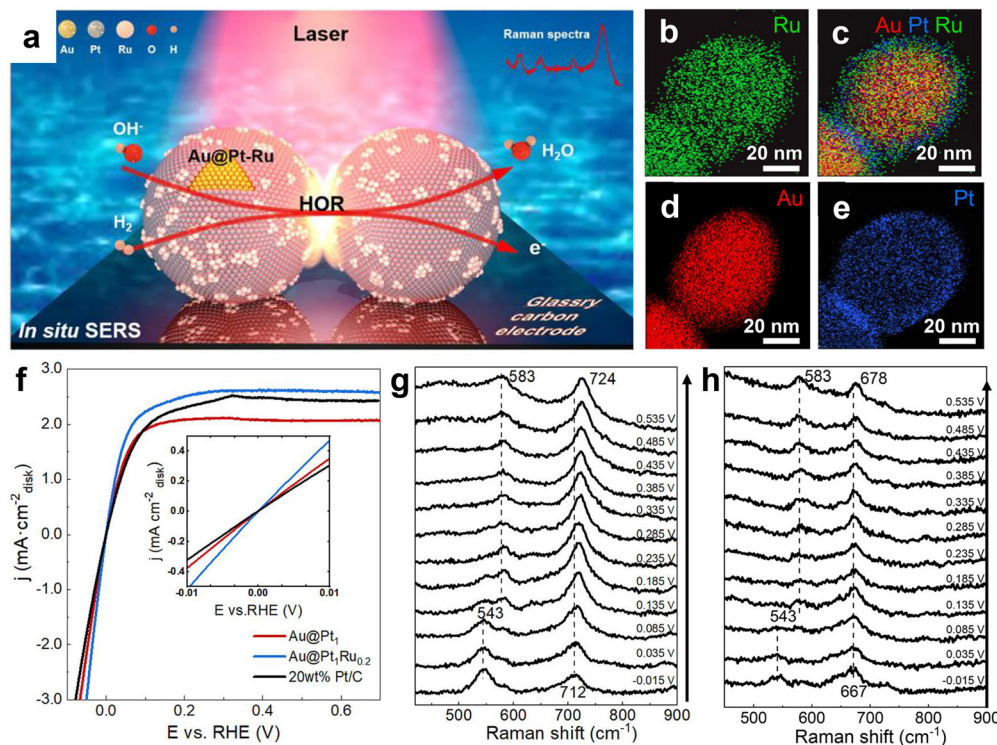 a
Au Pt Ru O H
Laser
Raman spectra
OH-
Au@Pt-Ru
H2O
HOR
H2
e-
In situ SERS
Glassry
carbon
electrode
b
Ru
20 nm
c
Au Pt Ru
20 nm
d
Au
20 nm
e
Pt
20 nm
f
3.0
2.0
1.0
0.0
-1.0
-2.0
-3.0
j (mA·cm-2disk)
0.0 0.2 0.4 0.6
E vs. RHE (V)
0.4
0.2
0.0
-0.2
-0.4
j (mA cm-2disk)
-0.01 0.00 0.01
E vs.RHE (V)
Au@Pt1
Au@Pt1Ru0.2
20wt% Pt/C
g
583
724
0.535 V
0.485 V
0.435 V
0.385 V
0.335 V
0.285 V
0.235 V
0.185 V
0.135 V
543
0.085 V
0.035 V
-0.015 V
712
500 600 700 800 900
Raman shift (cm-1)
h
583
678
0.535 V
0.485 V
0.435 V
0.385 V
0.335 V
0.285 V
0.235 V
0.185 V
0.135 V
543
0.085 V
0.035 V
-0.015 V
667
500 600 700 800 900
Raman shift (cm-1)